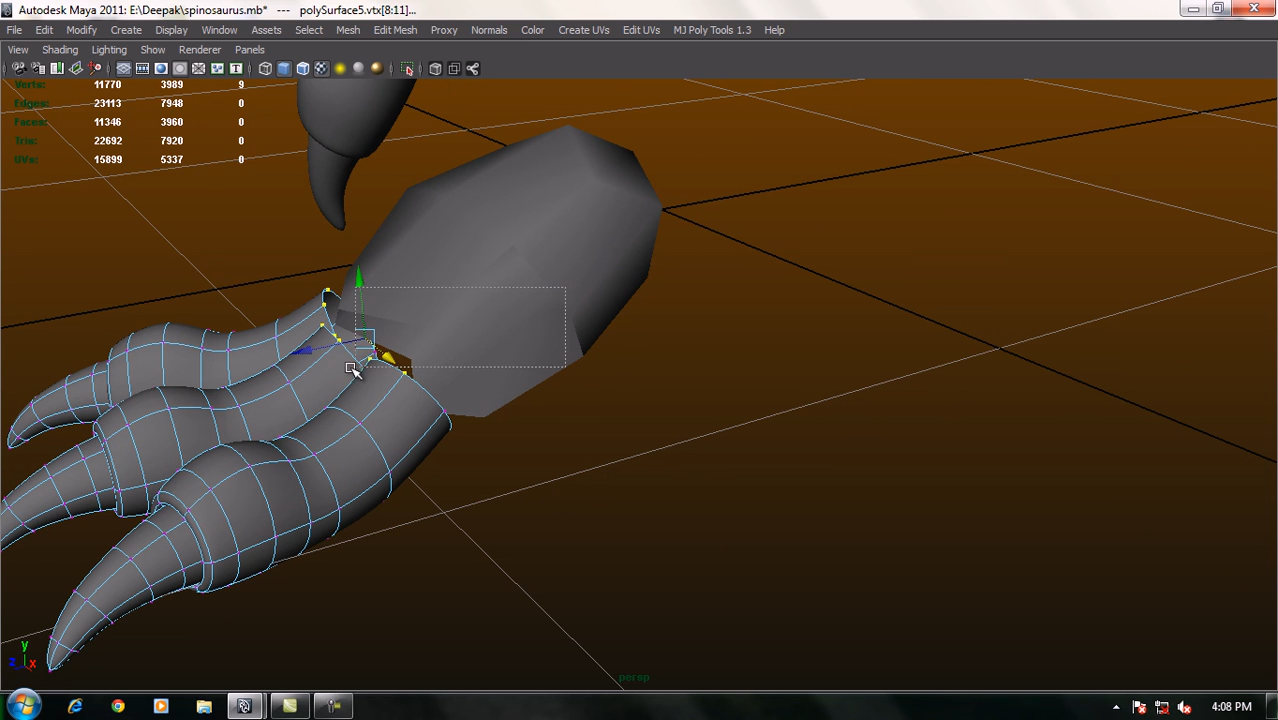 Autodesk Maya 2011: E:\Deepak\spinosaurus.mb* --- polySurface5.vtx[8:11]...
File Edit Modify Create Display Window Assets Select Mesh Edit Mesh Proxy Normals Color Create UVs Edit UVs MJ Poly Tools 1.3 Help
View Shading Lighting Show Renderer Panels
Verts: 11770 3989 9
Edges: 23113 7948 0
Faces: 11346 3960 0
Tris: 22692 7920 0
UVs: 15899 5337 0
y
z x
persp
4:08 PM